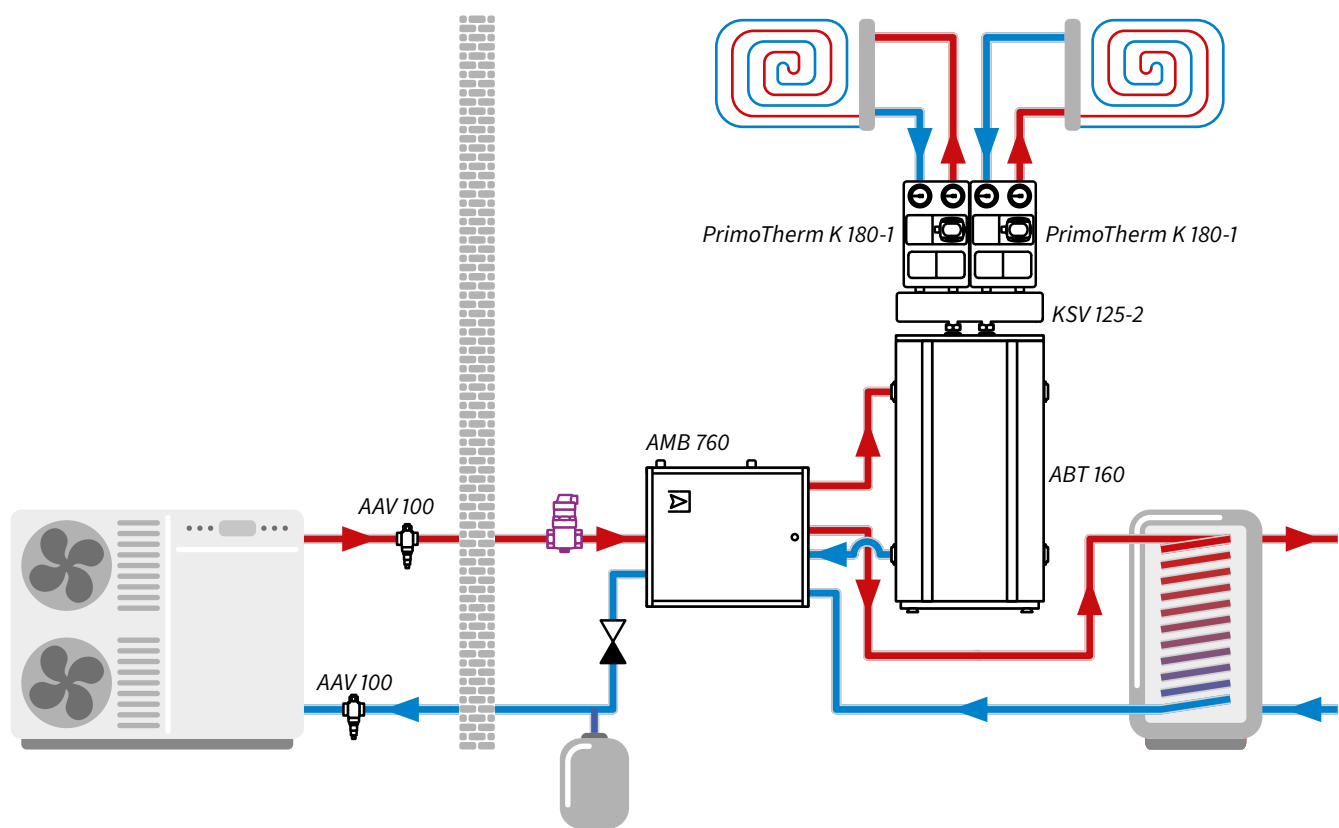 PrimoTherm K 180-1
PrimoTherm K 180-1
KSV 125-2
AMB 760
ABT 160
AAV 100
AAV 100